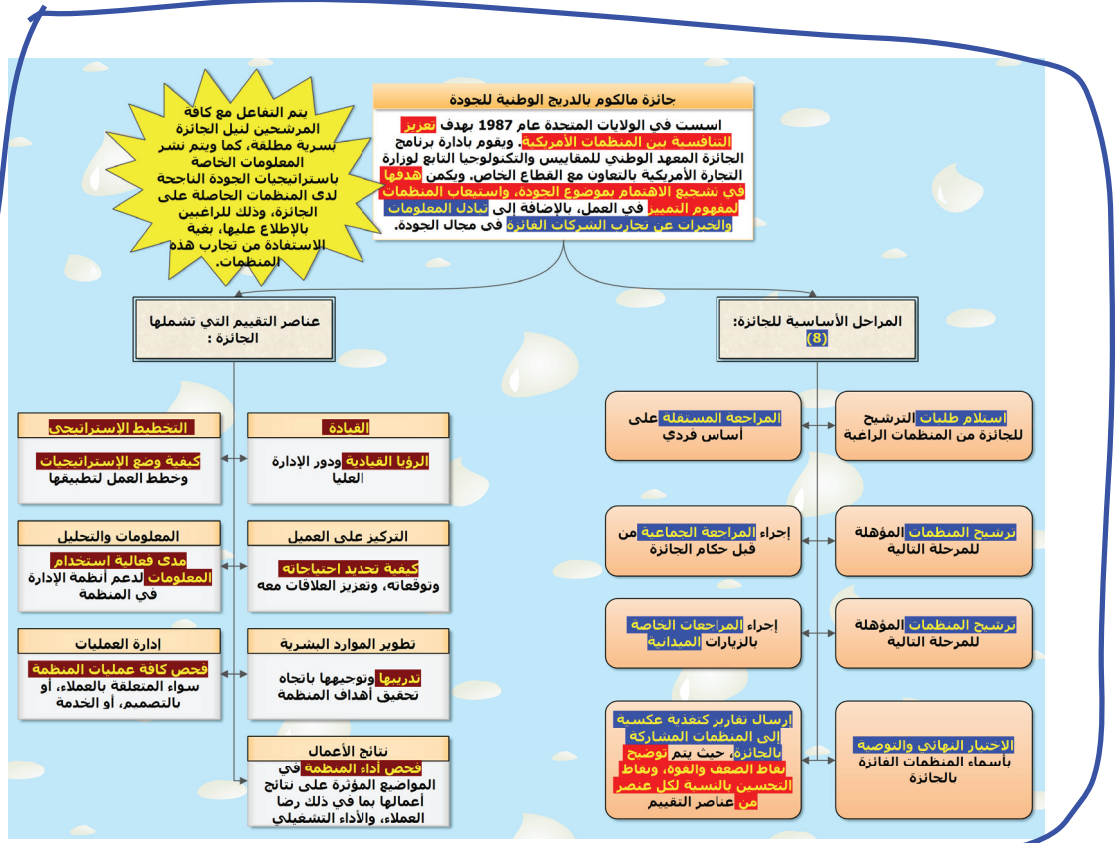 جائزة مالكوم بالدريج الوطنية للجودة
اسست في الولايات المتحدة عام 1987 بهدف تعزيز
التنافسية بين المنظمات الأمريكية. ويقوم بادارة برنامج
الجائزة المعهد الوطني للمقاييس والتكنولوجيا التابع لوزارة
التجارة الأمريكية بالتعاون مع القطاع الخاص. ويكمن هدفها
في تشجيع الاهتمام بموضوع الجودة، واستيعاب المنظمات
لمفهوم التمييز في العمل، بالإضافة إلى تبادل المعلومات
والخبرات عن تجارب الشركات الفائزة في مجال الجودة.
يتم التفاعل مع كافة
المرشحين لنيل الجائزة
بسرية مطلقة، كما ويتم نشر
المعلومات الخاصة
باستراتيجيات الجودة الناجحة
لدى المنظمات الحاصلة على
الجائزة، وذلك للراغبين
بالإطلاع عليها، بغية
الاستفادة من تجارب هذه
المنظمات.
المراحل الأساسية للجائزة:
(8)
استلام طلبات الترشيح
للجائزة من المنظمات الراغبة
المراجعة المستقلة على
أساس فردي
ترشيح المنظمات المؤهلة
للمرحلة التالية
إجراء المراجعة الجماعية من
قبل حكام الجائزة
ترشيح المنظمات المؤهلة
للمرحلة التالية
إجراء المراجعات الخاصة
بالزيارات الميدانية
الاختيار النهائي والتوصية
بأسماء المنظمات الفائزة
بالجائزة
إرسال تقارير كتغذية عكسية
إلى المنظمات المشاركة
بالجائزة، حيث يتم توضيح
نقاط الضعف والقوة، ونقاط
التحسين بالنسبة لكل عنصر
من عناصر التقييم
عناصر التقييم التي تشملها
الجائزة :
القيادة
الرؤيا القيادية ودور الإدارة
العليا
التخطيط الإستراتيجي
كيفية وضع الإستراتيجيات
وخطط العمل لتطبيقها
التركيز على العميل
كيفية تحديد احتياجاته
وتوقعاته، وتعزيز العلاقات معه
المعلومات والتحليل
مدى فعالية استخدام
المعلومات لدعم أنظمة الإدارة
في المنظمة
تطوير الموارد البشرية
تدريبها وتوجيهها باتجاه
تحقيق أهداف المنظمة
إدارة العمليات
فحص كافة عمليات المنظمة
سواء المتعلقة بالعملاء، أو
بالتصميم، أو الخدمة
نتائج الأعمال
فحص أداء المنظمة في
المواضيع المؤثرة على نتائج
أعمالها بما في ذلك رضا
العملاء، والأداء التشغيلي